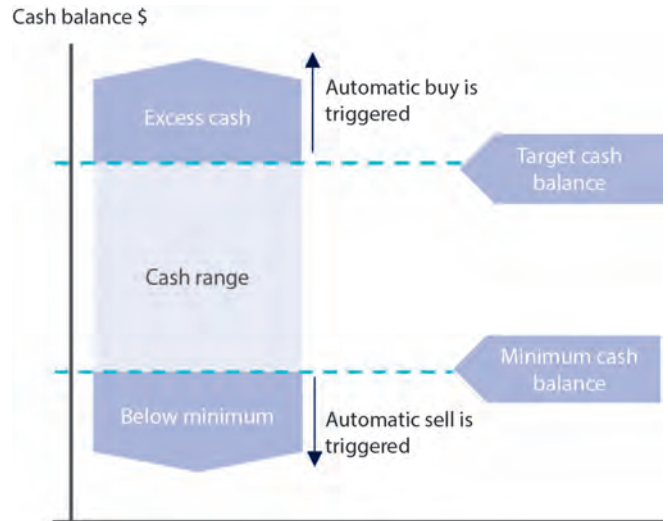 Cash balance $
Automatic buy is
triggered
Excess cash
Target cash
balance
Cash range
Minimum cash
balance
Below minimum
Automatic sell is
triggered